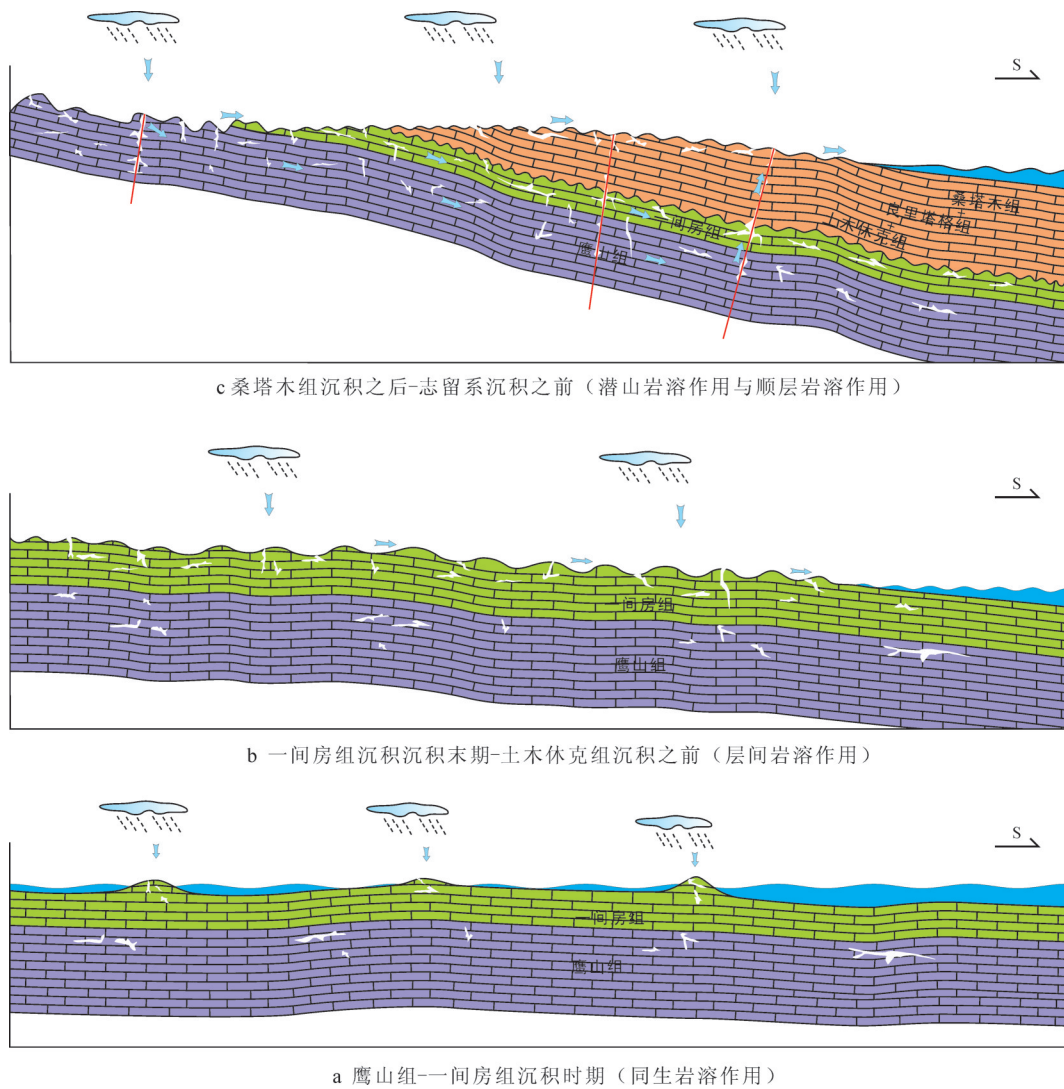 S
桑塔木组
+
良里塔格组
+
土木休克组
一间房组
鹰山组
c 桑塔木组沉积之后-志留系沉积之前（潜山岩溶作用与顺层岩溶作用）
S
一间房组
鹰山组
b 一间房组沉积沉积末期-土木休克组沉积之前（层间岩溶作用）
S
一间房组
鹰山组
a 鹰山组-一间房组沉积时期（同生岩溶作用）